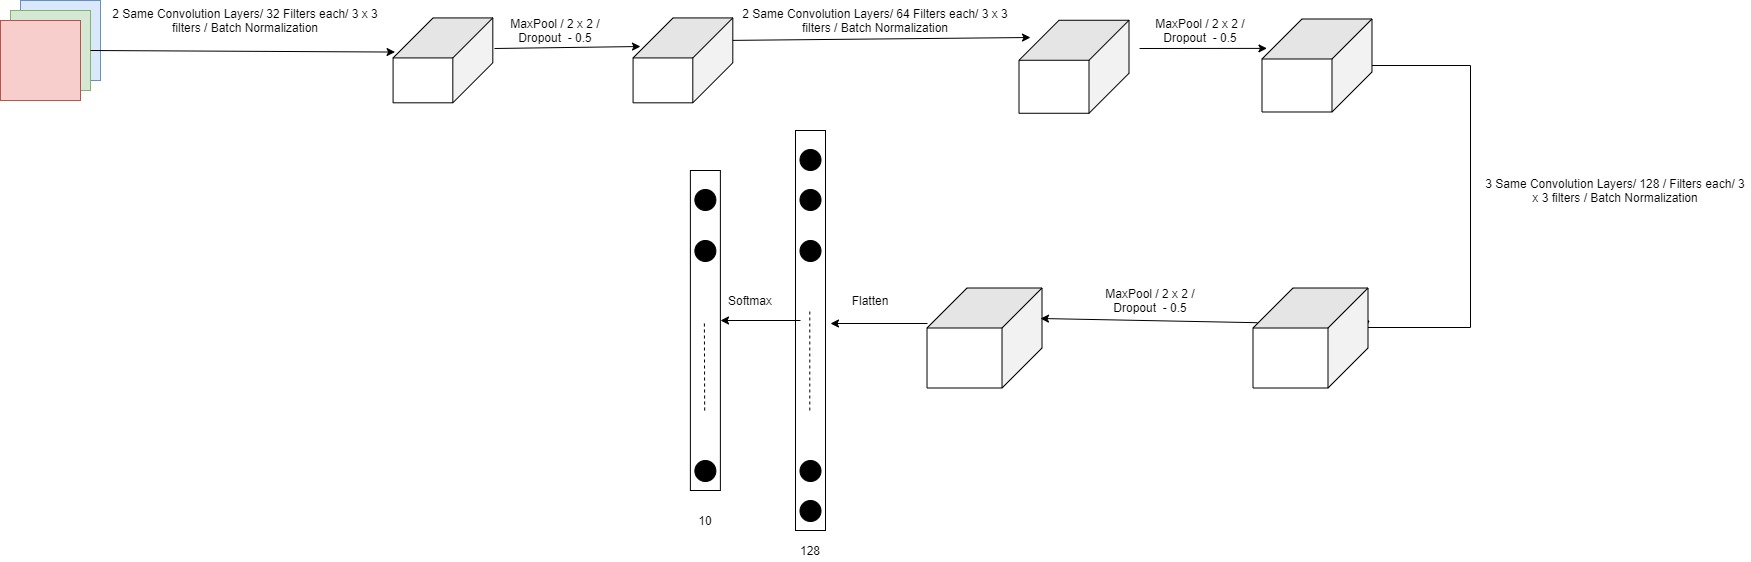 2 Same Convolution Layers/ 32 Filters each/ 3 x 3
filters / Batch Normalization
MaxPool / 2 x 2 /
Dropout - 0.5
2 Same Convolution Layers/ 64 Filters each/ 3 x 3
filters / Batch Normalization
MaxPool / 2 x 2 /
Dropout - 0.5
3 Same Convolution Layers/ 128 / Filters each/ 3
x 3 filters / Batch Normalization
MaxPool / 2 x 2 /
Dropout - 0.5
Flatten
Softmax
10
128